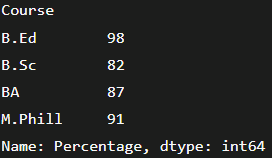 Course
B.Ed 98
B.Sc 82
BA 87
M.Phill 91
Name: Percentage, dtype: int64